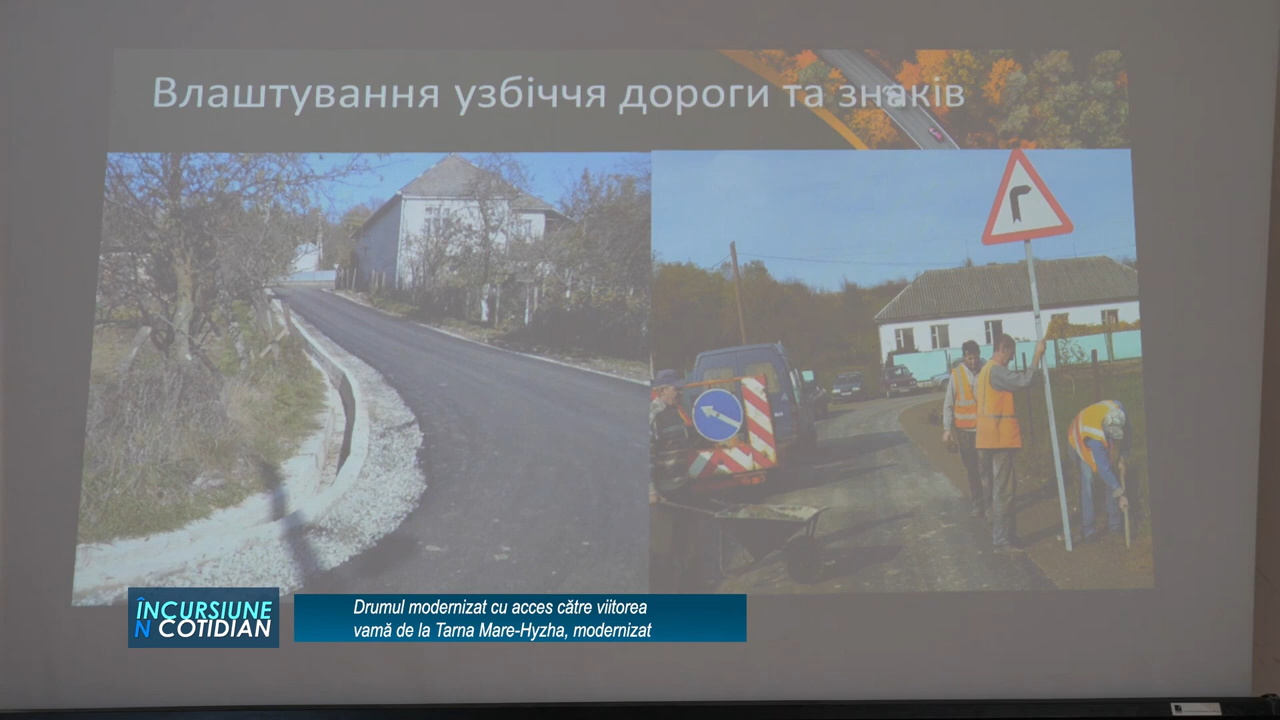 Влаштування узбіччя дороги та знаків
ÎNCURSIUNE
N COTIDIAN
Drumul modernizat cu acces către viitorea
vamă de la Tarna Mare-Hyzha, modernizat